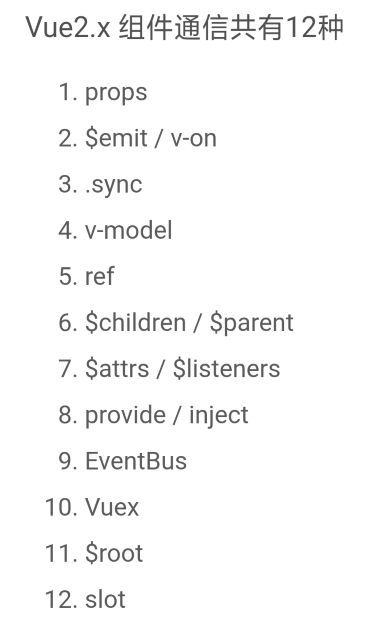 Vue2.x 组件通信共有12种
1. props
2. $emit / v-on
3. .sync
4. v-model
5. ref
6. $children / $parent
7. $attrs / $listeners
8. provide / inject
9. EventBus
10. Vuex
11. $root
12. slot